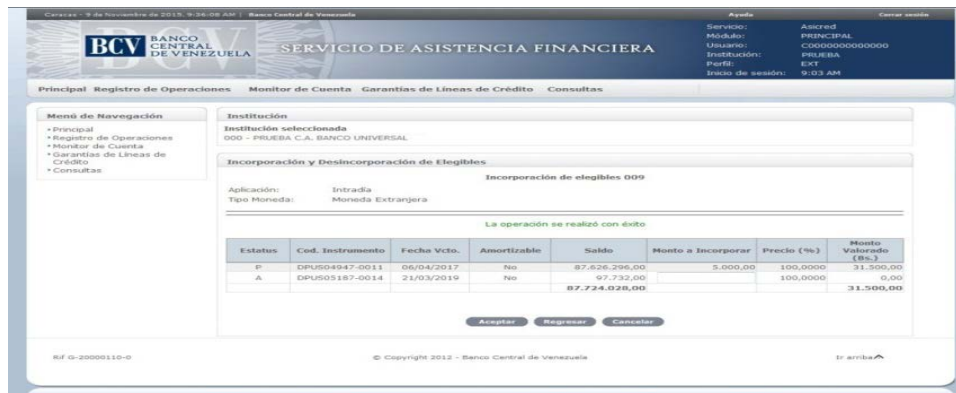 Caracas - 9 de Noviembre de 2015, 9:36:08 AM | Banco Central de Venezuela
Ayuda
Cerrar sesión
BCV BANCO CENTRAL DE VENEZUELA
SERVICIO DE ASISTENCIA FINANCIERA
Servicio: Asicred
Módulo: PRINCIPAL
Usuario: C0000000000000
Institución: PRUEBA
Perfil: EXT
Inicio de sesión: 9:03 AM
Principal Registro de Operaciones Monitor de Cuenta Garantías de Líneas de Crédito Consultas
Menú de Navegación
Principal
Registro de Operaciones
Monitor de Cuenta
Garantías de Líneas de
Crédito
Consultas
Institución
Institución seleccionada
000 - PRUEBA C.A. BANCO UNIVERSAL
Incorporación y Desincorporación de Elegibles
Incorporación de elegibles 009
Aplicación: Intradía
Tipo Moneda: Moneda Extranjera
La operación se realizó con éxito
Estatus Cod. Instrumento Fecha Vcto. Amortizable Saldo Monto a Incorporar Precio (%) Monto Valorado (Bs.)
P DPUS04947-0011 06/04/2017 No 87.626.296,00 5.000,00 100,0000 31.500,00
A DPUS05187-0014 21/03/2019 No 97.732,00 100,0000 0,00
87.724.028,00 31.500,00
Aceptar Regresar Cancelar
Rif G-20000110-0
© Copyright 2012 - Banco Central de Venezuela
Ir arriba